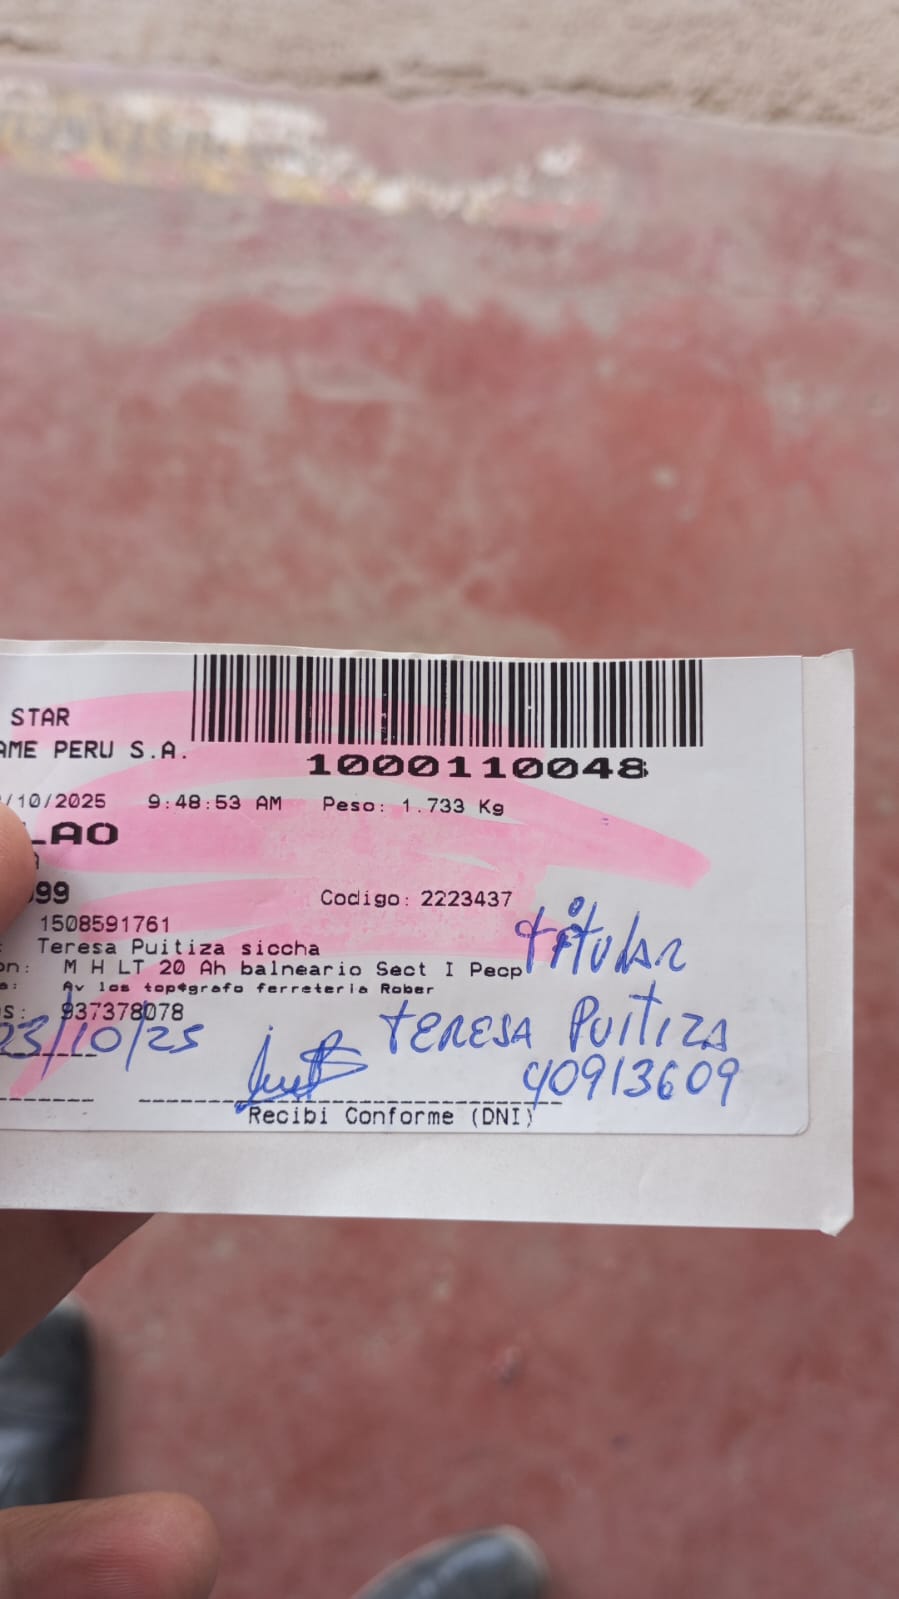 STAR
AME PERU S.A.
1000110048
/10/2025 9:48:53 AM Peso: 1.733 Kg
LAO
A
99 Codigo: 2223437
1508591761
: Teresa Puitiza siccha
on: M H LT 20 Ah balneario Sect I Pecp
a: Av los top♦grafo ferreteria Rober
s: 937378078
titular
23/10/25
TERESA PUITIZA
40913609
Recibi Conforme (DNI)